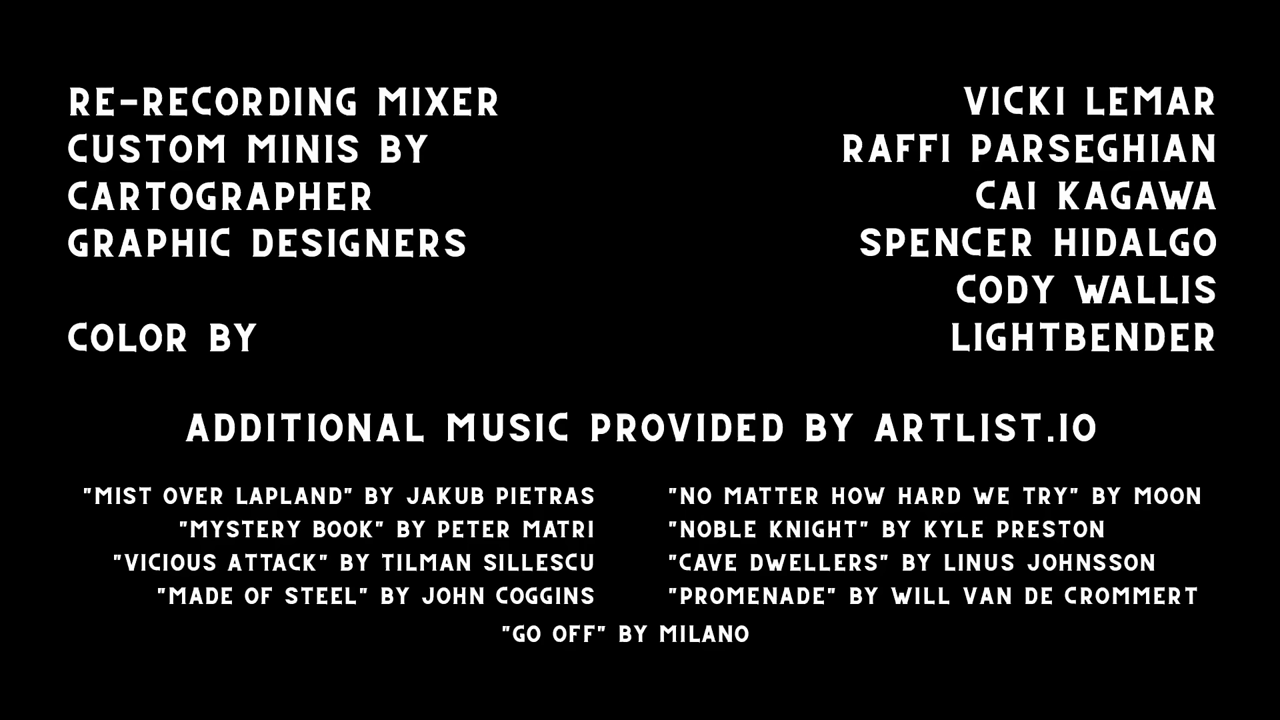 RE-RECORDING MIXER VICKI LEMAR
CUSTOM MINIS BY RAFFI PARSEGHIAN
CARTOGRAPHER CAI KAGAWA
GRAPHIC DESIGNERS SPENCER HIDALGO
CODY WALLIS
COLOR BY LIGHTBENDER
ADDITIONAL MUSIC PROVIDED BY ARTLIST.IO
"MIST OVER LAPLAND" BY JAKUB PIETRAS "NO MATTER HOW HARD WE TRY" BY MOON
"MYSTERY BOOK" BY PETER MATRI "NOBLE KNIGHT" BY KYLE PRESTON
"VICIOUS ATTACK" BY TILMAN SILLESCU "CAVE DWELLERS" BY LINUS JOHNSSON
"MADE OF STEEL" BY JOHN COGGINS "PROMENADE" BY WILL VAN DE CROMMERT
"GO OFF" BY MILANO